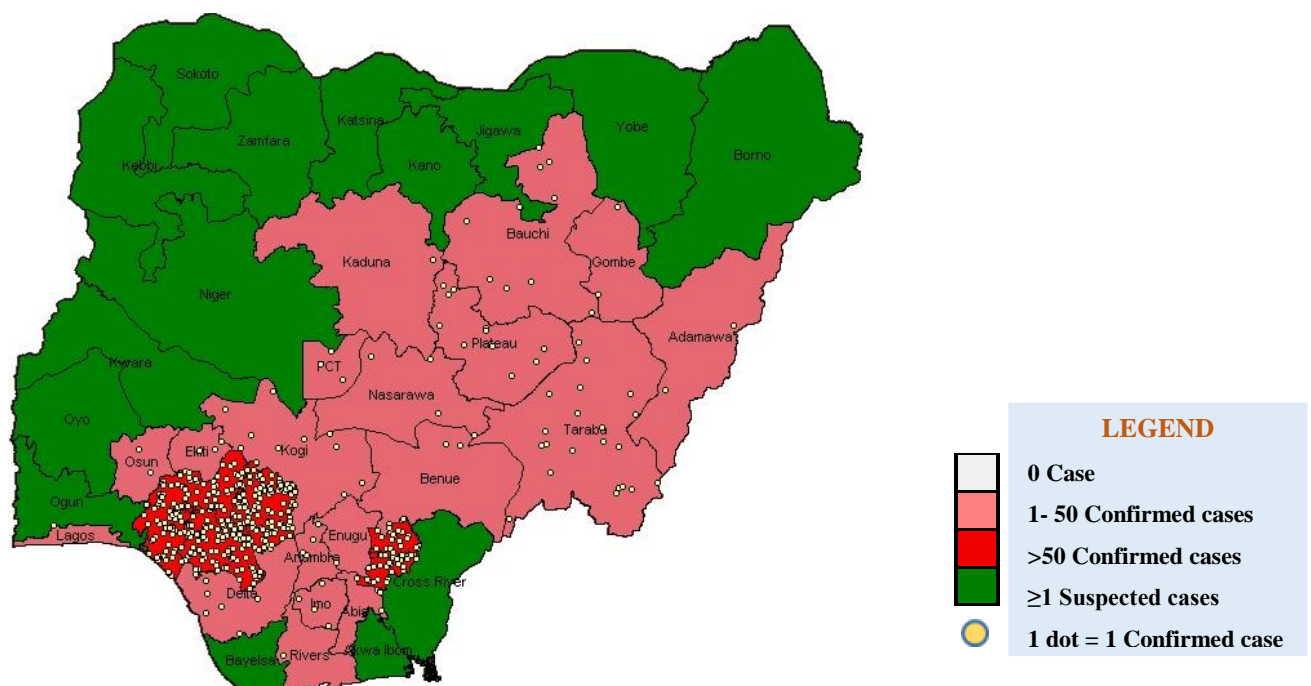 Sokoto
Katsina
Zamfara
Jigawa
Yobe
Kebbi
Kano
Borno
Bauchi
Kaduna
Gombe
Niger
Adamawa
Plateau
FCT
Kwara
Nasarawa
Oyo
Taraba
Ekiti
Kogi
Osun
Benue
Ogun
Lagos
Enugu
Anambra
Cross River
Delta
Imo
Abia
Akwa Ibom
Rivers
Bayelsa
LEGEND
0 Case
1- 50 Confirmed cases
>50 Confirmed cases
≥1 Suspected cases
1 dot = 1 Confirmed case